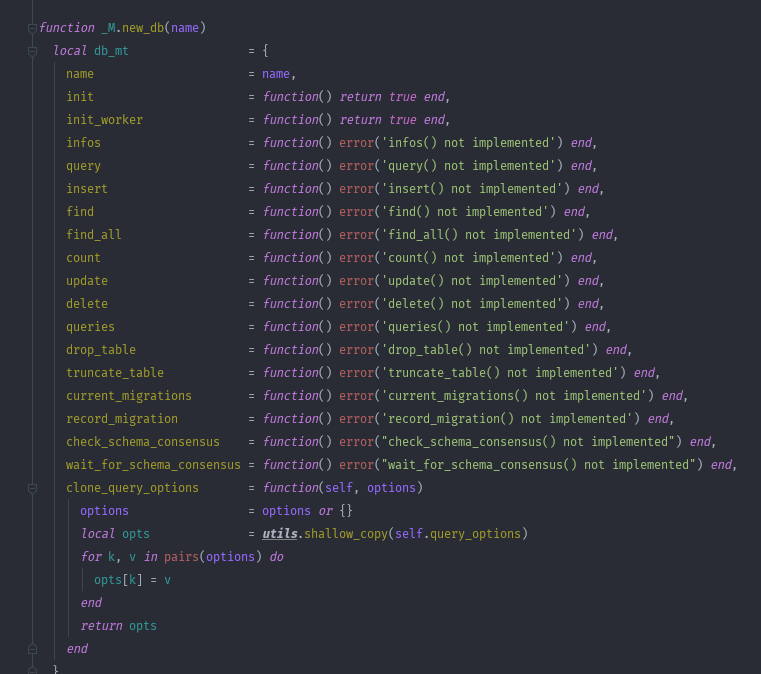 function _M.new_db(name)
  local db_mt                 = {
    name                      = name,
    init                      = function() return true end,
    init_worker               = function() return true end,
    infos                     = function() error('infos() not implemented') end,
    query                     = function() error('query() not implemented') end,
    insert                    = function() error('insert() not implemented') end,
    find                      = function() error('find() not implemented') end,
    find_all                  = function() error('find_all() not implemented') end,
    count                     = function() error('count() not implemented') end,
    update                    = function() error('update() not implemented') end,
    delete                    = function() error('delete() not implemented') end,
    queries                   = function() error('queries() not implemented') end,
    drop_table                = function() error('drop_table() not implemented') end,
    truncate_table            = function() error('truncate_table() not implemented') end,
    current_migrations        = function() error('current_migrations() not implemented') end,
    record_migration          = function() error('record_migration() not implemented') end,
    check_schema_consensus    = function() error("check_schema_consensus() not implemented") end,
    wait_for_schema_consensus = function() error("wait_for_schema_consensus() not implemented") end,
    clone_query_options       = function(self, options)
      options                 = options or {}
      local opts              = utils.shallow_copy(self.query_options)
      for k, v in pairs(options) do
        opts[k] = v
      end
      return opts
    end
  }